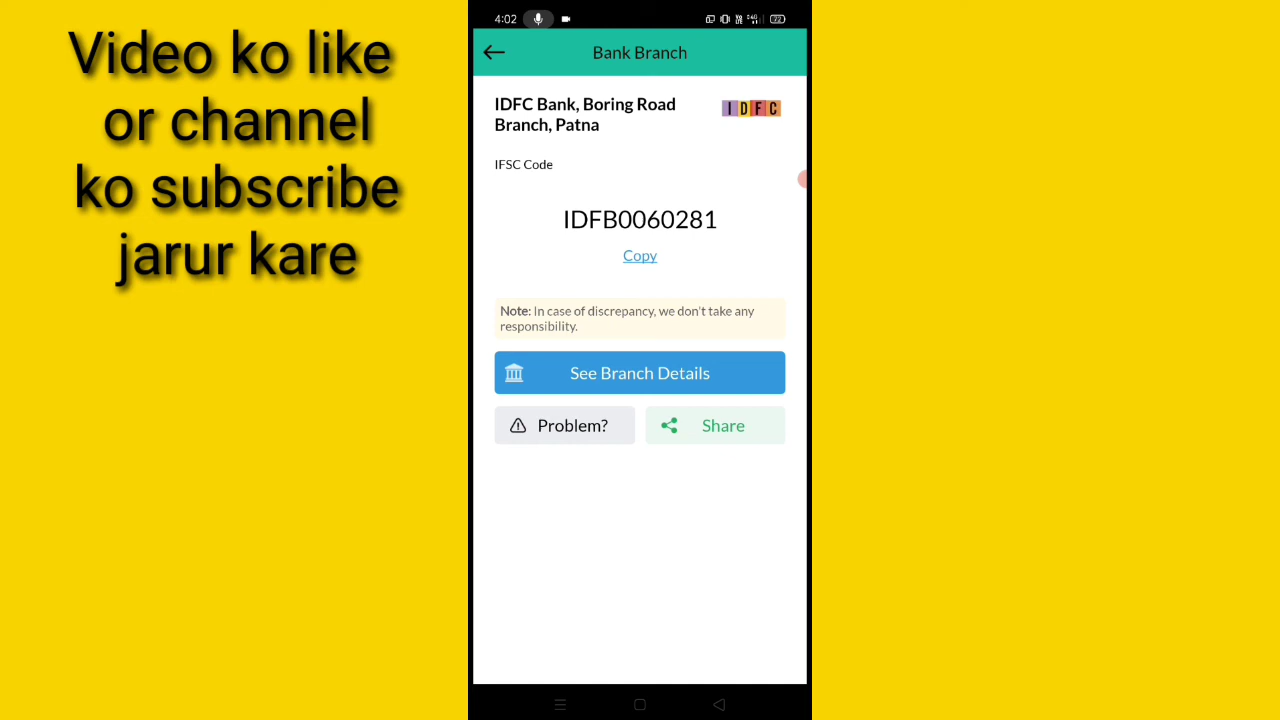 Video ko like
or channel
ko subscribe
jarur kare
4:02
72
Bank Branch
IDFC Bank, Boring Road
Branch, Patna
IDFC
IFSC Code
IDFB0060281
Copy
Note: In case of discrepancy, we don't take any
responsibility.
See Branch Details
Problem?
Share